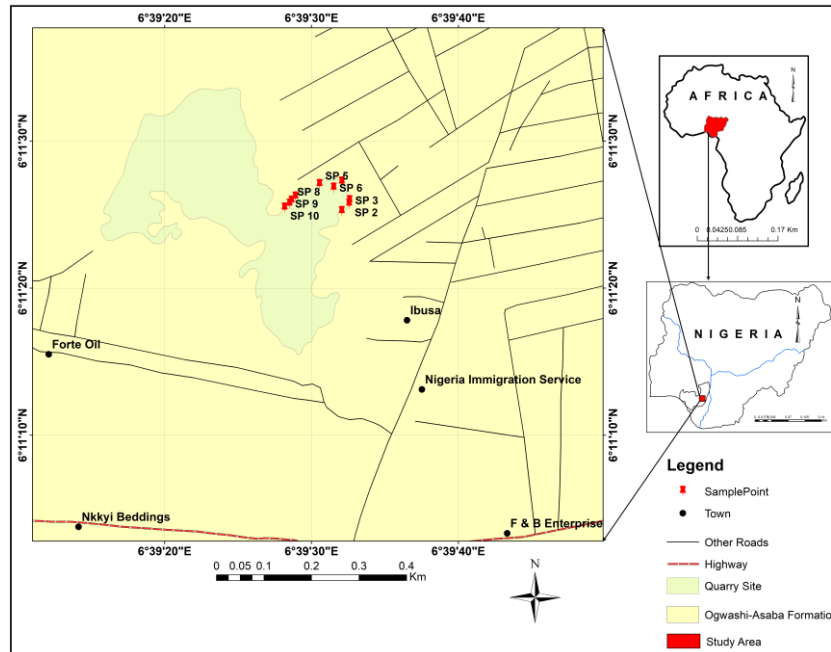 6°39'20"E 6°39'30"E 6°39'40"E
6°11'30"N
6°11'20"N
6°11'10"N
6°11'30"N
6°11'20"N
6°11'10"N
SP 5
SP 8
SP 6
SP 9
SP 3
SP 10
SP 2
Ibusa
Forte Oil
Nigeria Immigration Service
Nkkyi Beddings
F & B Enterprise
6°39'20"E 6°39'30"E 6°39'40"E
0 0.05 0.1 0.2 0.3 0.4
Km
N
AFRICA
N
0 0.0425 0.085 0.17 Km
NIGERIA
N
Legend
SamplePoint
Town
Other Roads
Highway
Quarry Site
Ogwashi-Asaba Formation
Study Area